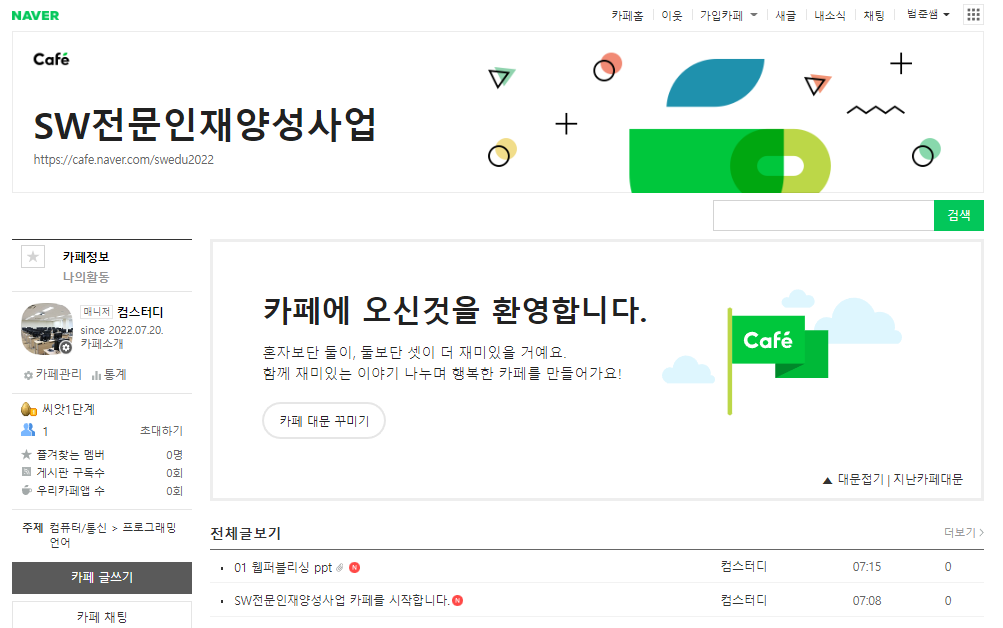 NAVER
카페홈 이웃 가입카페 새글 내소식 채팅 범준쌤
Café
SW전문인재양성사업
https://cafe.naver.com/swedu2022
검색
카페정보
나의활동
매니저 컴스터디
since 2022.07.20.
카페소개
카페관리 통계
씨앗1단계
1 초대하기
즐겨찾는 멤버 0명
게시판 구독수 0회
우리카페앱 수 0회
주제 컴퓨터/통신 > 프로그래밍
언어
카페 글쓰기
카페 채팅
카페에 오신것을 환영합니다.
혼자보단 둘이, 둘보단 셋이 더 재미있을 거예요.
함께 재미있는 이야기 나누며 행복한 카페를 만들어가요!
카페 대문 꾸미기
Café
▲ 대문접기 | 지난카페대문
전체글보기 더보기 >
01 웹퍼블리싱 ppt N 컴스터디 07:15 0
SW전문인재양성사업 카페를 시작합니다. N 컴스터디 07:08 0